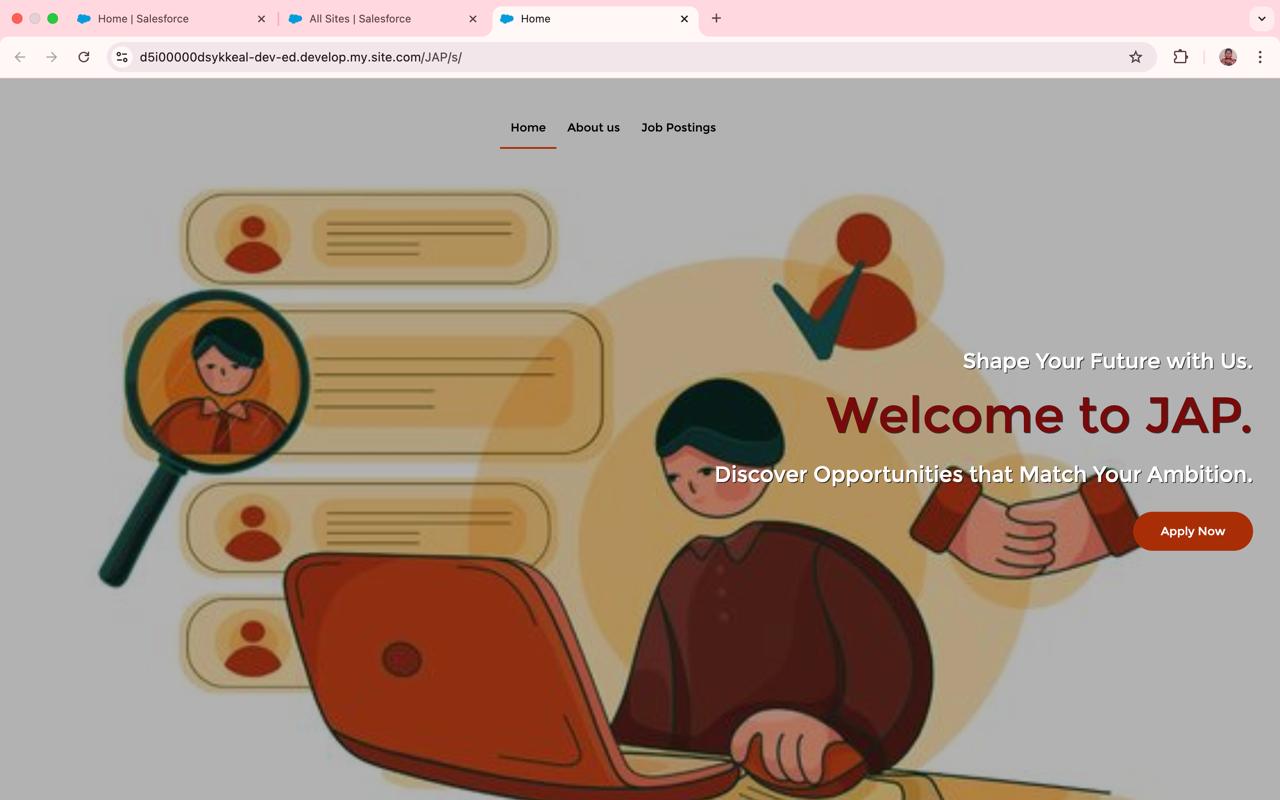 Home | Salesforce
All Sites | Salesforce
Home
d5i00000dsykkeal-dev-ed.develop.my.site.com/JAP/s/
Home About us Job Postings
Shape Your Future with Us.
Welcome to JAP.
Discover Opportunities that Match Your Ambition.
Apply Now